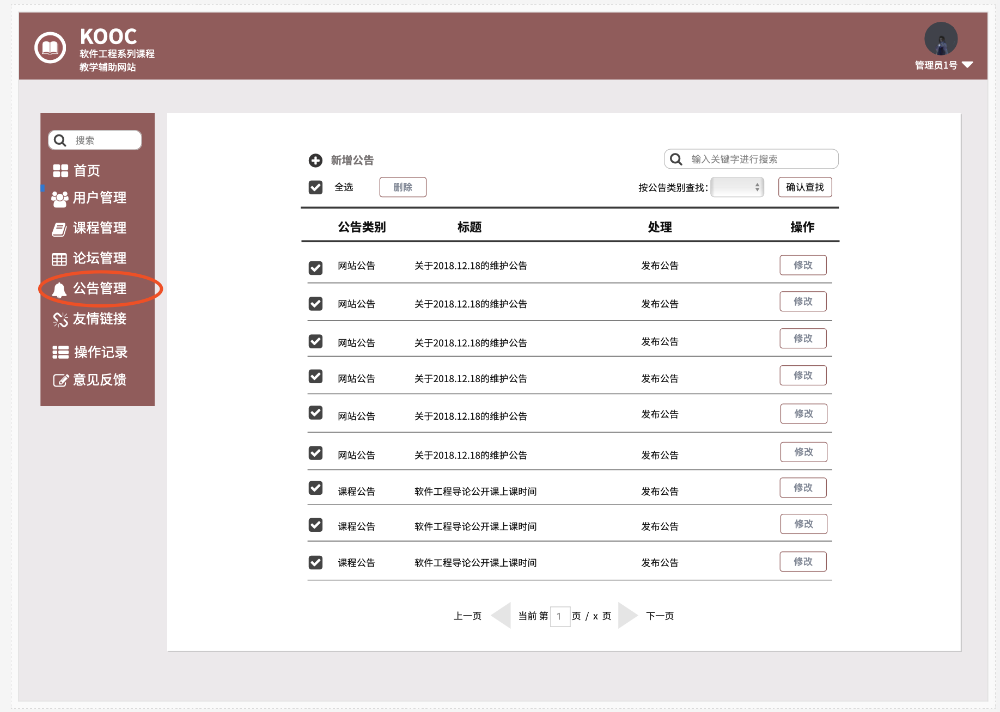 KOOC
软件工程系列课程
教学辅助网站
管理员1号
搜索
首页
用户管理
课程管理
论坛管理
公告管理
友情链接
操作记录
意见反馈
新增公告
输入关键字进行搜索
全选 删除 按公告类别查找: 确认查找
公告类别 标题 处理 操作
网站公告 关于2018.12.18的维护公告 发布公告 修改
网站公告 关于2018.12.18的维护公告 发布公告 修改
网站公告 关于2018.12.18的维护公告 发布公告 修改
网站公告 关于2018.12.18的维护公告 发布公告 修改
网站公告 关于2018.12.18的维护公告 发布公告 修改
网站公告 关于2018.12.18的维护公告 发布公告 修改
课程公告 软件工程导论公开课上课时间 发布公告 修改
课程公告 软件工程导论公开课上课时间 发布公告 修改
课程公告 软件工程导论公开课上课时间 发布公告 修改
上一页 当前 第 1 页 / x 页 下一页